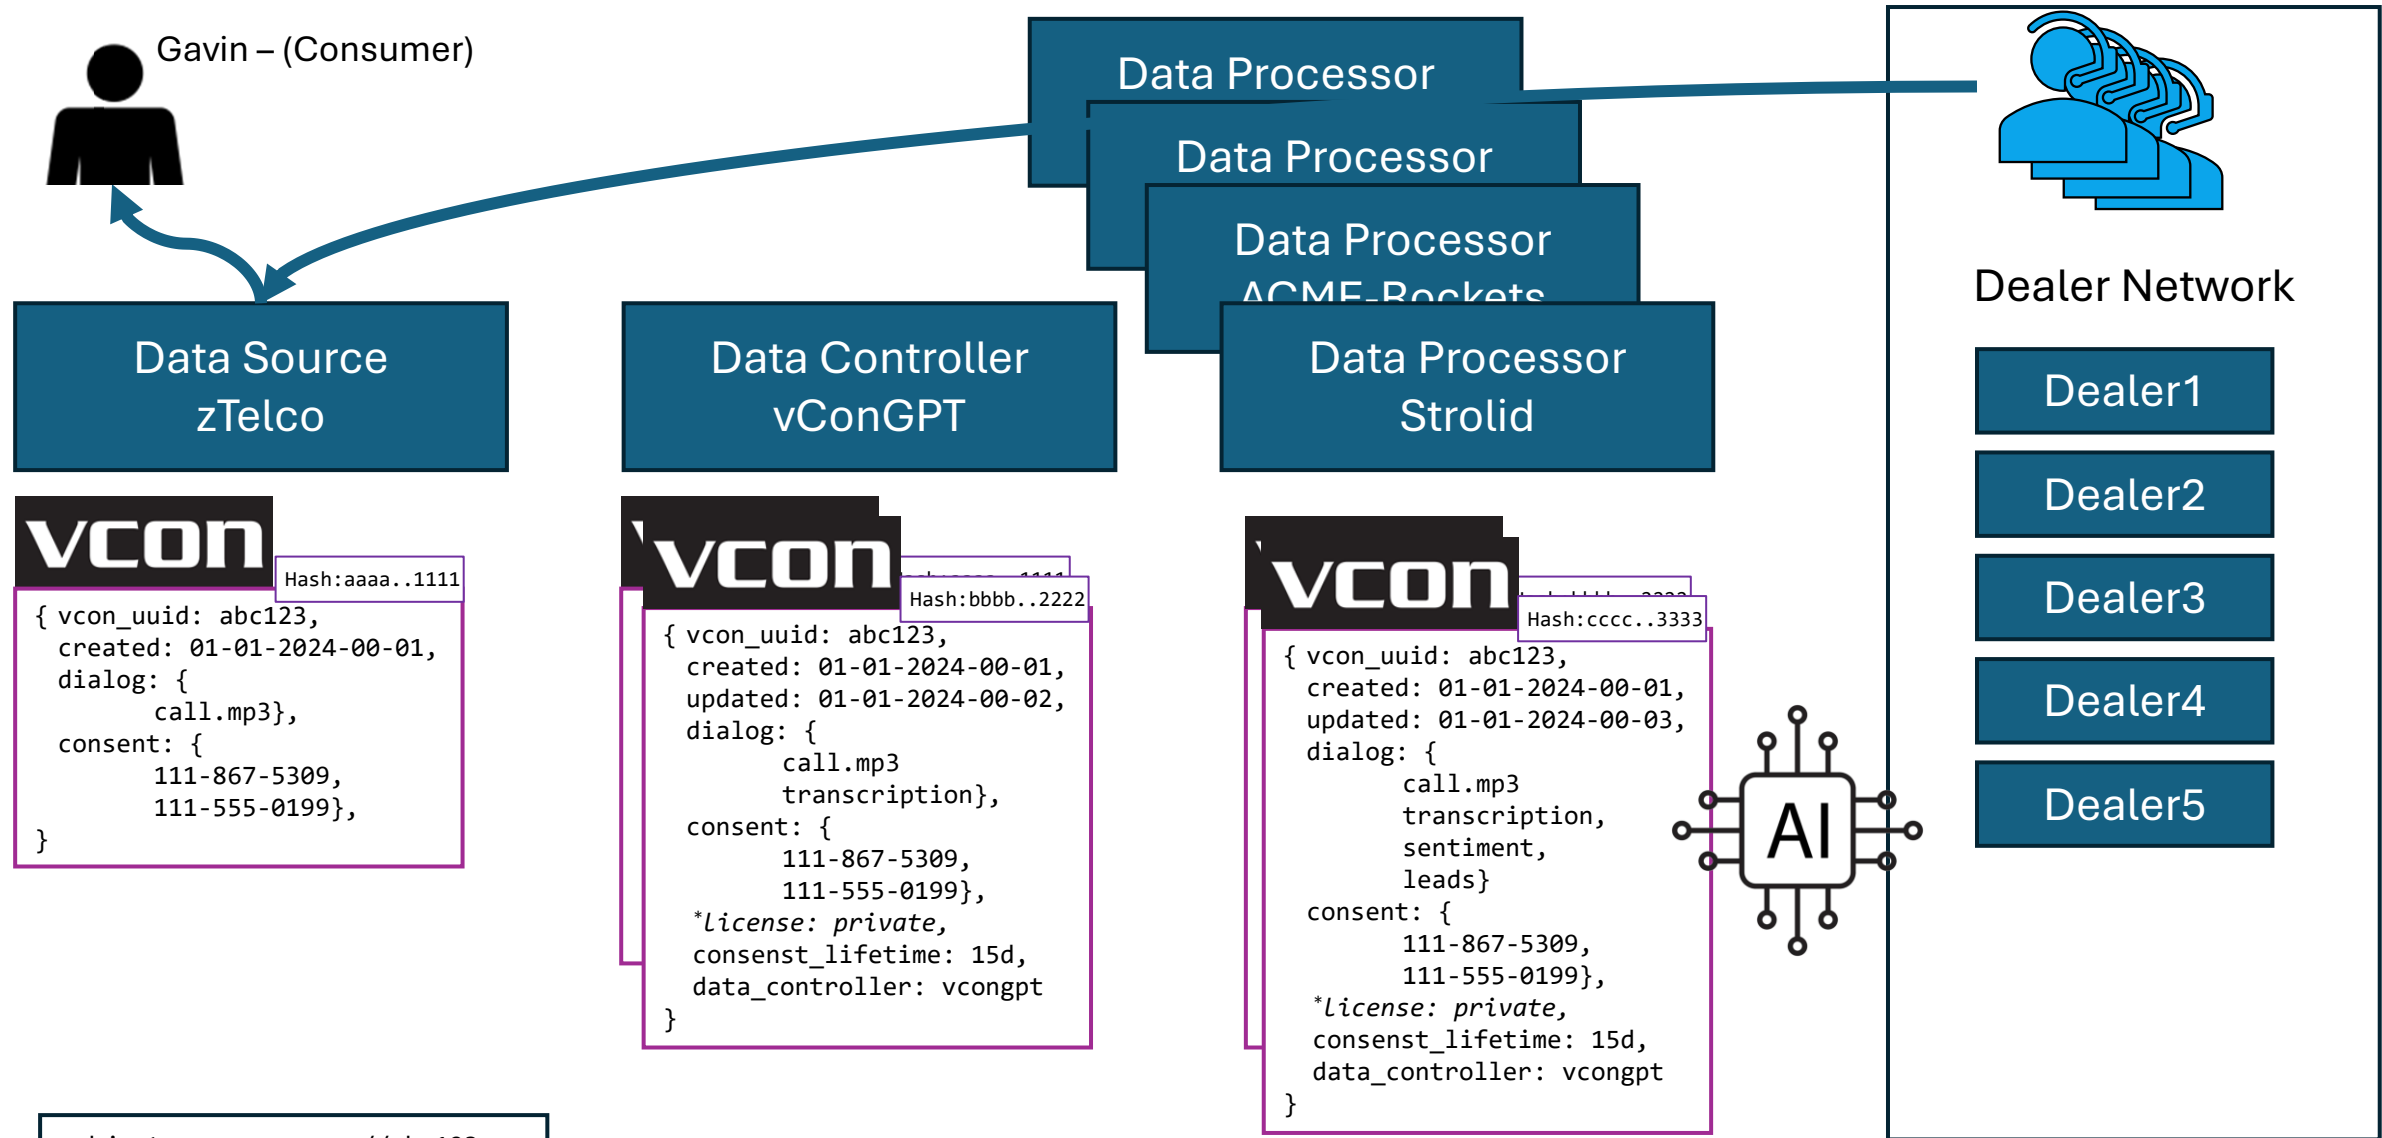 Gavin – (Consumer)
Data Processor
Data Processor
Data Processor
ACME-Rockets
Dealer Network
Data Source
zTelco
Data Controller
vConGPT
Data Processor
Strolid
Dealer1
Dealer2
Dealer3
Dealer4
Dealer5
vcon
Hash:aaaa..1111
{ vcon_uuid: abc123,
created: 01-01-2024-00-01,
dialog: {
call.mp3},
consent: {
111-867-5309,
111-555-0199},
}
vcon
Hash:bbbb..2222
{ vcon_uuid: abc123,
created: 01-01-2024-00-01,
updated: 01-01-2024-00-02,
dialog: {
call.mp3
transcription},
consent: {
111-867-5309,
111-555-0199},
*license: private,
consenst_lifetime: 15d,
data_controller: vcongpt
}
vcon
Hash:cccc..3333
{ vcon_uuid: abc123,
created: 01-01-2024-00-01,
updated: 01-01-2024-00-03,
dialog: {
call.mp3
transcription,
sentiment,
leads}
consent: {
111-867-5309,
111-555-0199},
*license: private,
consenst_lifetime: 15d,
data_controller: vcongpt
}
AI